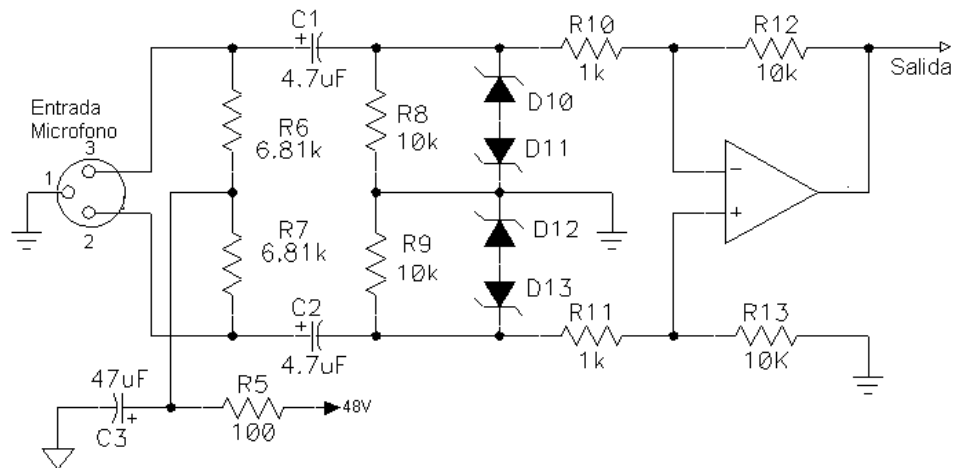 C1
+
4.7uF
R10
1k
R12
10k
Salida
Entrada
Microfono
3
1
2
R6
6.81k
R8
10k
D10
D11
-
+
R7
6.81k
R9
10k
D12
D13
C2
+
4.7uF
R11
1k
R13
10K
47uF
+
C3
R5
100
48V